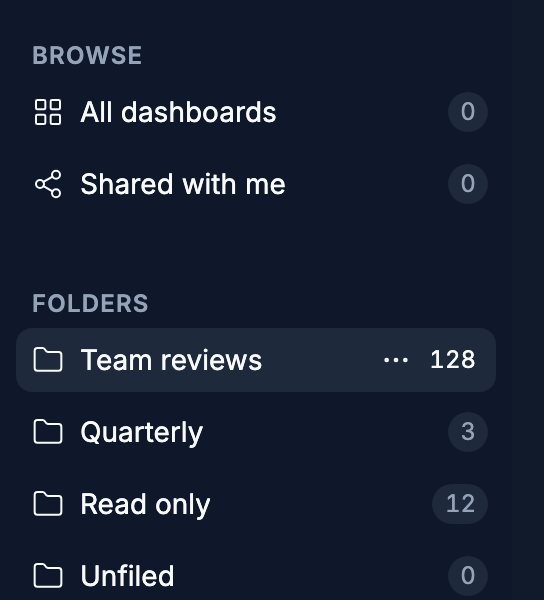 BROWSE
All dashboards 0
Shared with me 0
FOLDERS
Team reviews ... 128
Quarterly 3
Read only 12
Unfiled 0